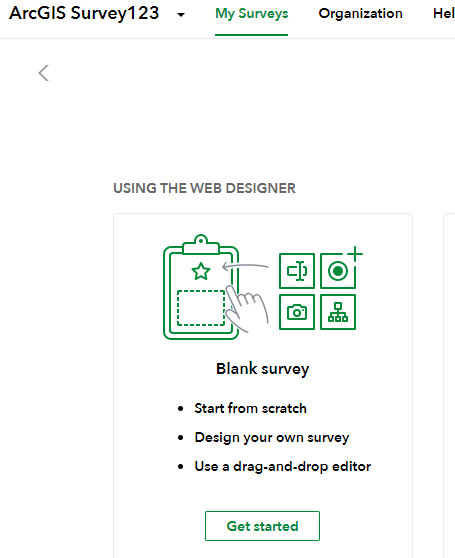 ArcGIS Survey123 My Surveys Organization Hel
USING THE WEB DESIGNER
Blank survey
Start from scratch
Design your own survey
Use a drag-and-drop editor
Get started